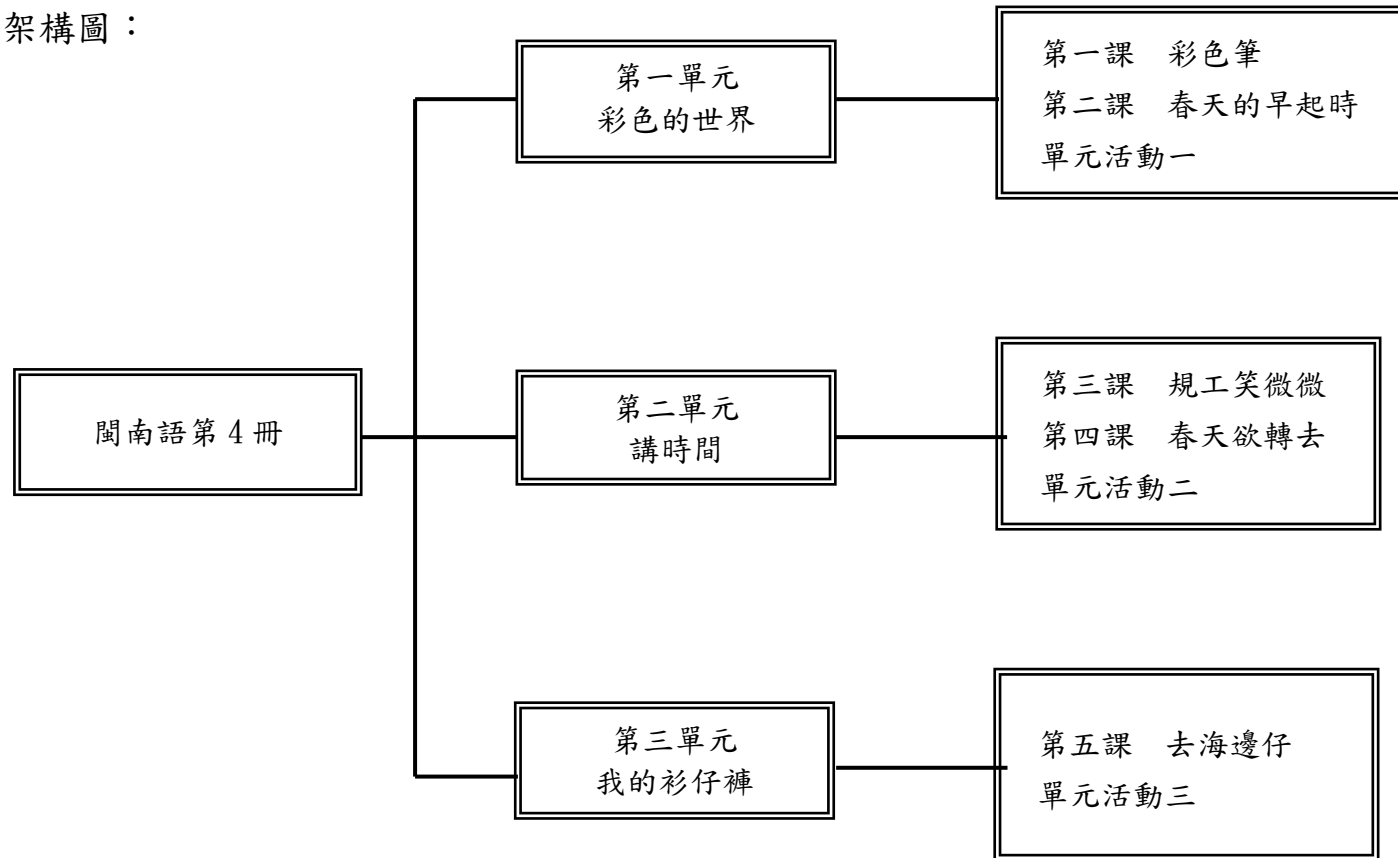 架構圖：
第一單元
彩色的世界
第一課　彩色筆
第二課　春天的早起時
單元活動一
閩南語第 4 冊
第二單元
講時間
第三課　規工笑微微
第四課　春天欲轉去
單元活動二
第三單元
我的衫仔褲
第五課　去海邊仔
單元活動三